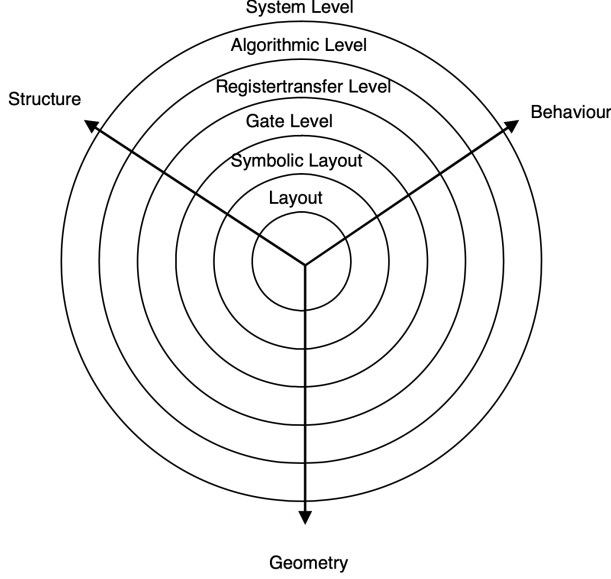 System Level
Algorithmic Level
Registertransfer Level
Structure
Behaviour
Gate Level
Symbolic Layout
Layout
Geometry